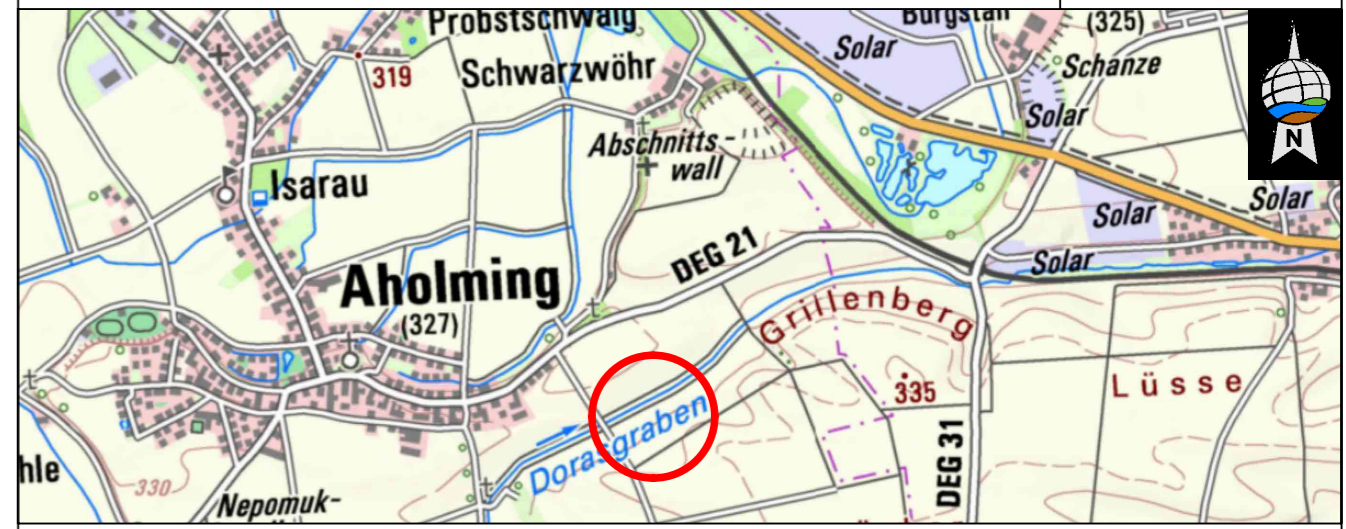 Probstschwaig
Burgstall
(325)
Solar
319
Schwarzwöhr
Schanze
Solar
Abschnitts-
wall
N
Isarau
Solar
Solar
DEG 21
Solar
Aholming
(327)
Grillenberg
335
Lüsse
Dorasgraben
DEG 31
hle
330
Nepomuk-